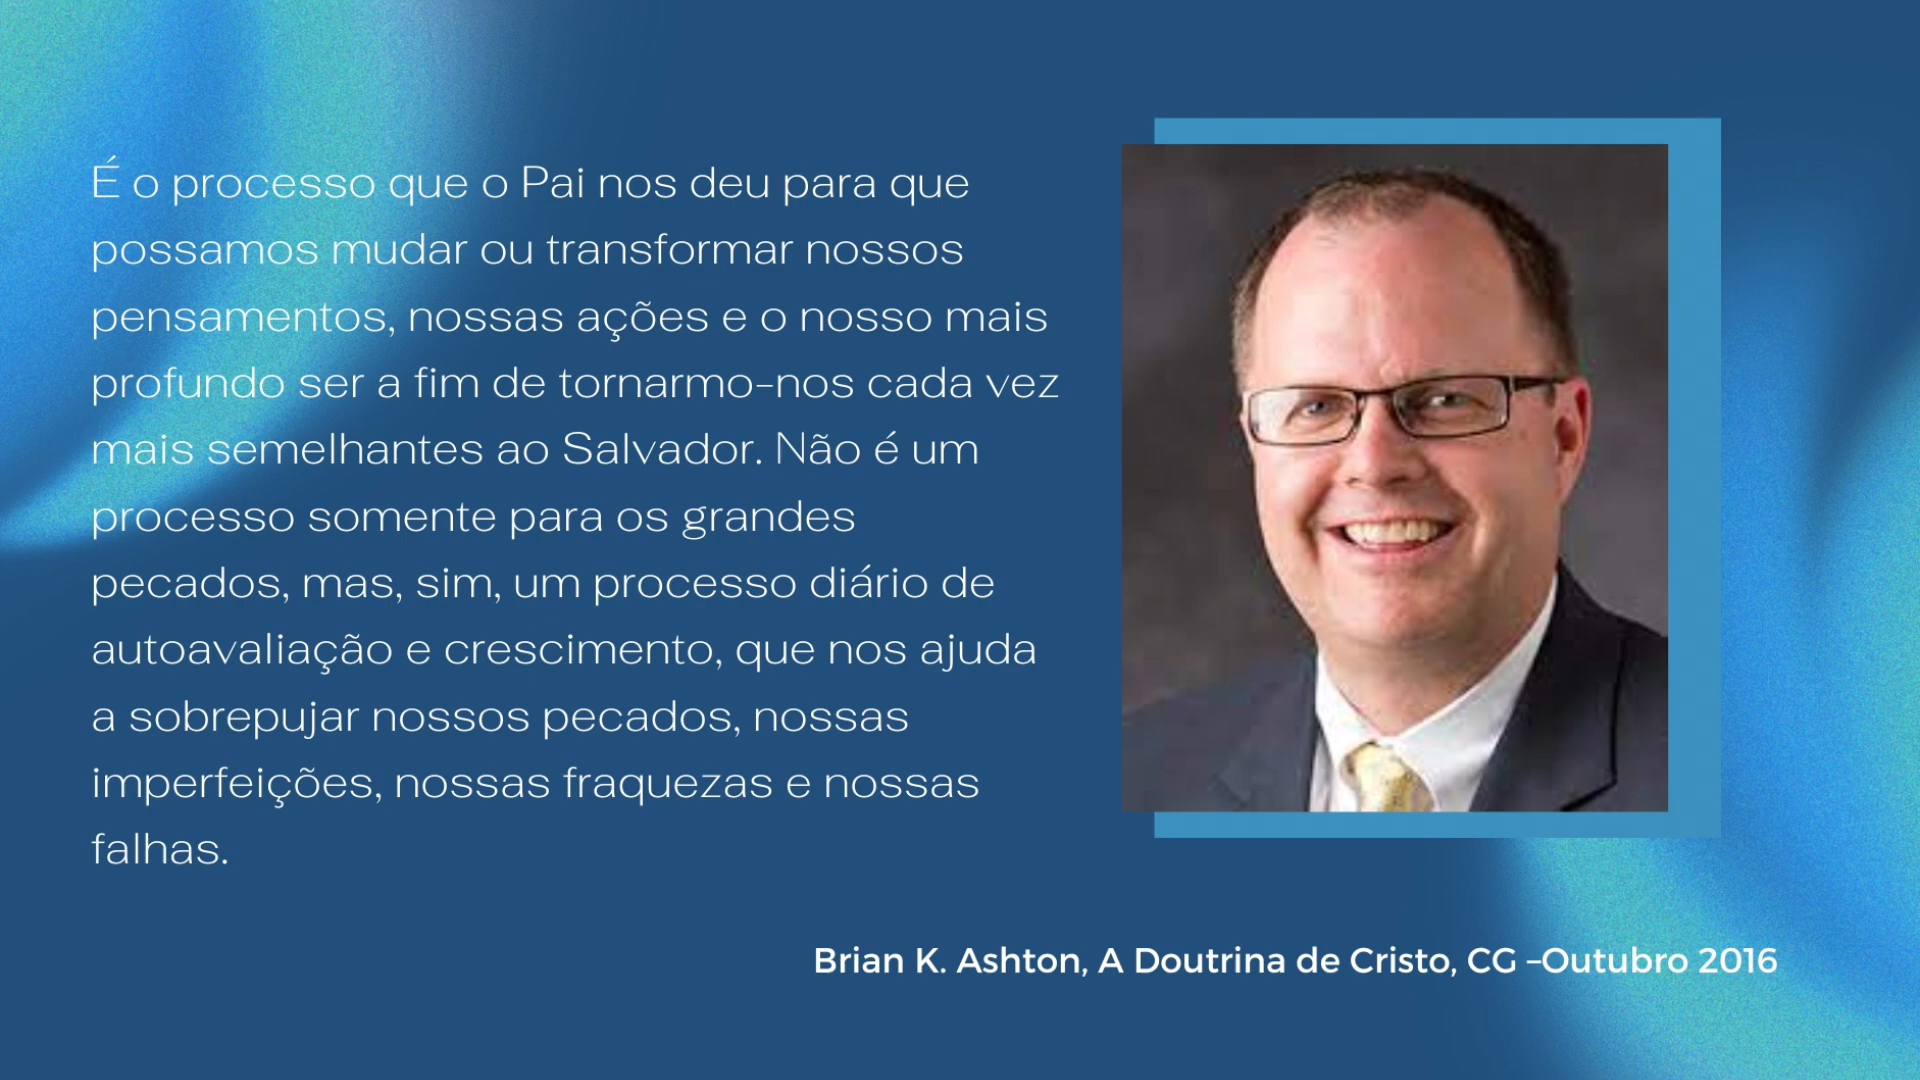 É o processo que o Pai nos deu para que
possamos mudar ou transformar nossos
pensamentos, nossas ações e o nosso mais
profundo ser a fim de tornarmo-nos cada vez
mais semelhantes ao Salvador. Não é um
processo somente para os grandes
pecados, mas, sim, um processo diário de
autoavaliação e crescimento, que nos ajuda
a sobrepujar nossos pecados, nossas
imperfeições, nossas fraquezas e nossas
falhas.
Brian K. Ashton, A Doutrina de Cristo, CG –Outubro 2016